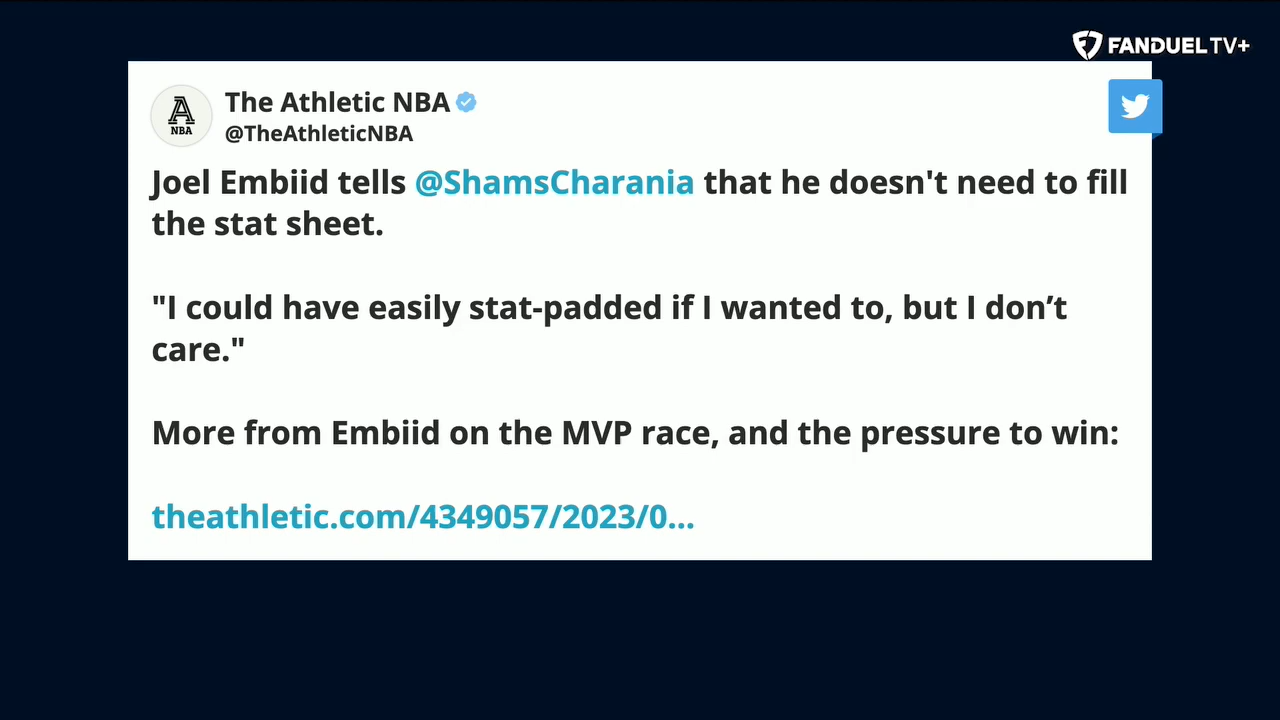 FANDUEL TV+
The Athletic NBA
@TheAthleticNBA
A
NBA
Joel Embiid tells @ShamsCharania that he doesn't need to fill
the stat sheet.
"I could have easily stat-padded if I wanted to, but I don’t
care."
More from Embiid on the MVP race, and the pressure to win:
theathletic.com/4349057/2023/0...